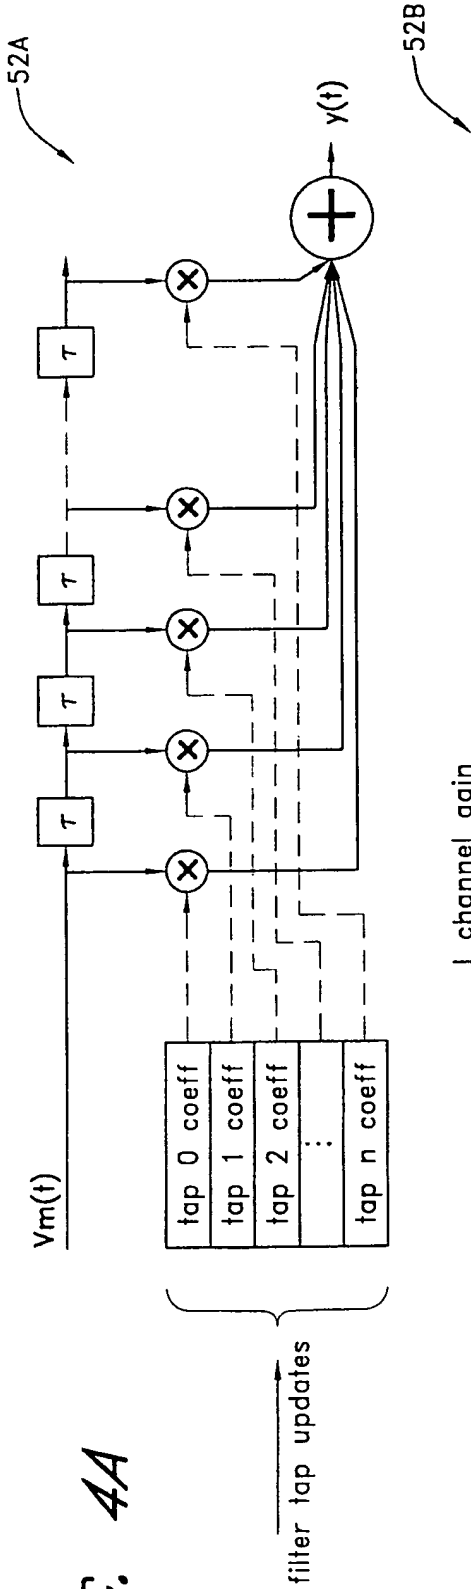 4A
52A
Vm(t)
τ
τ
τ
τ
tap 0 coeff
tap 1 coeff
tap 2 coeff
...
tap n coeff
filter tap updates
y(t)
52B
I channel gain